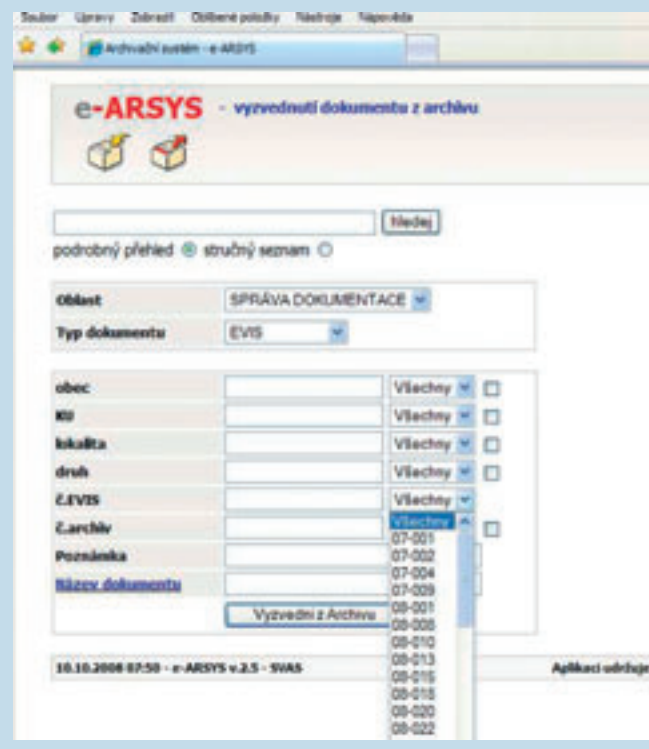 Soubor Úpravy Zobrazit Oblíbené položky Nástroje Nápověda
Archivační systém - e-ARSYS
e-ARSYS - vyzvednutí dokumentu z archivu
hledej
podrobný přehled stručný seznam
Oblast SPRÁVA DOKUMENTACE
Typ dokumentu EVIS
obec Všechny
KU Všechny
lokalita Všechny
druh Všechny
č.EVIS Všechny
č.archiv Všechny
07-001
07-002
Poznámka
07-004
07-009
Název dokumentu
08-001
Vyzvedni z Archivu
08-008
08-010
08-013
10.10.2008 07:50 - e-ARSYS v.2.5 - SVAS Aplikaci udržuje
08-015
08-018
08-020
08-022